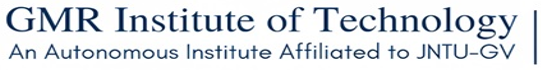 GMR Institute of Technology
An Autonomous Institute Affiliated to JNTU-GV